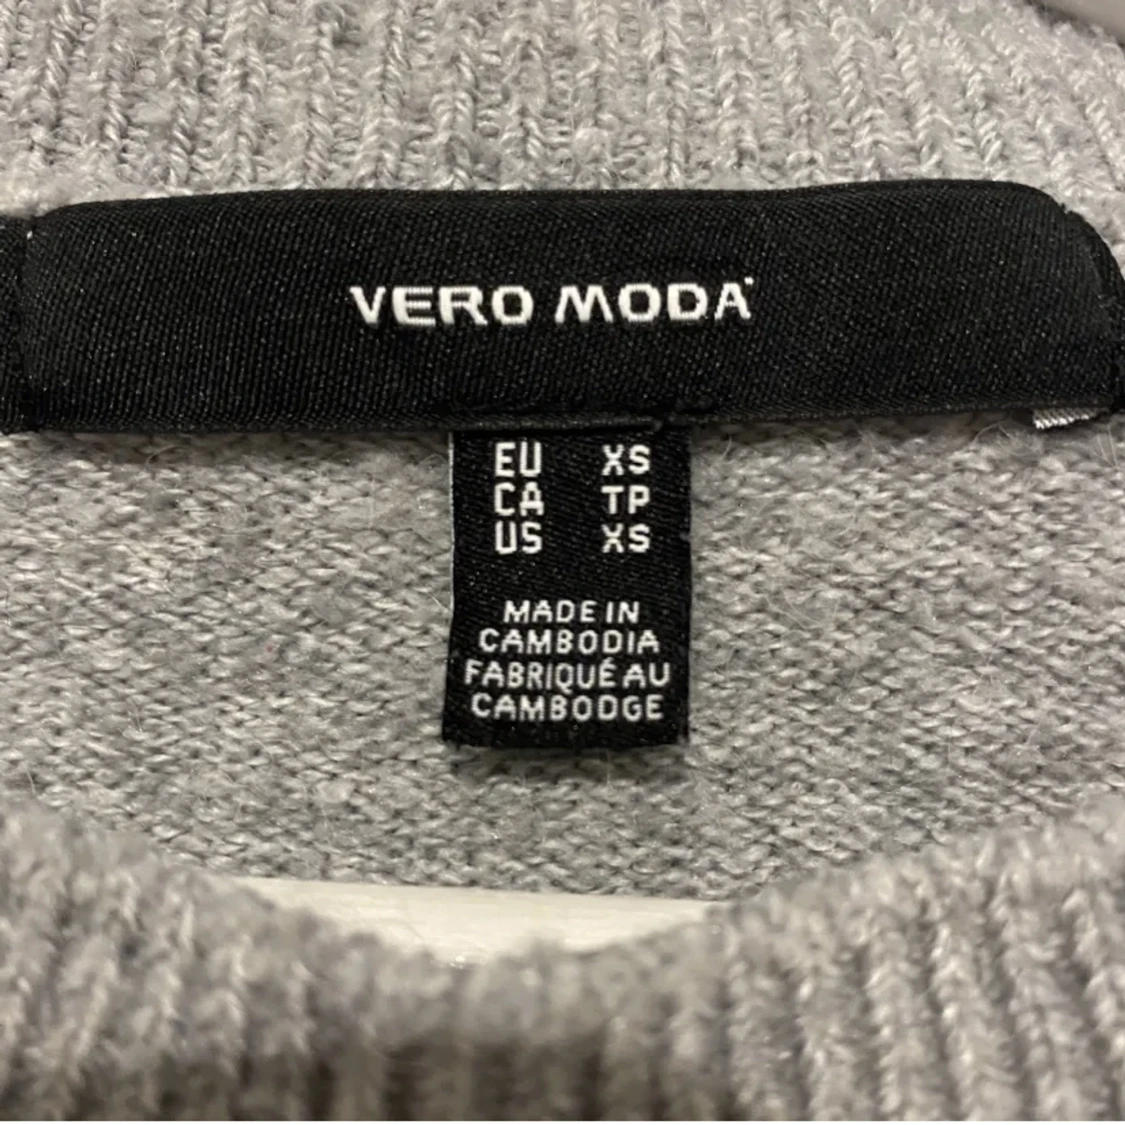 VERO MODA
EU XS
CA TP
US XS
MADE IN
CAMBODIA
FABRIQUÉ AU
CAMBODGE